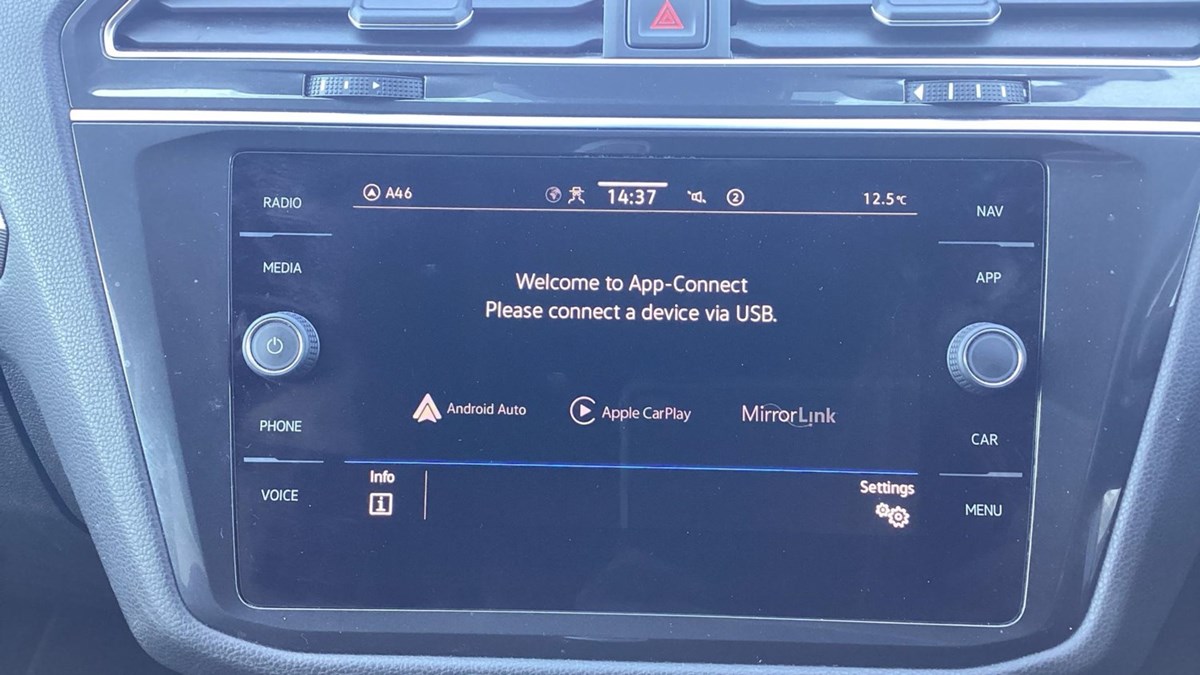 RADIO
MEDIA
PHONE
VOICE
A46
14:37
2
12.5°C
Welcome to App-Connect
Please connect a device via USB.
Android Auto
Apple CarPlay
MirrorLink
Info
i
Settings
NAV
APP
CAR
MENU